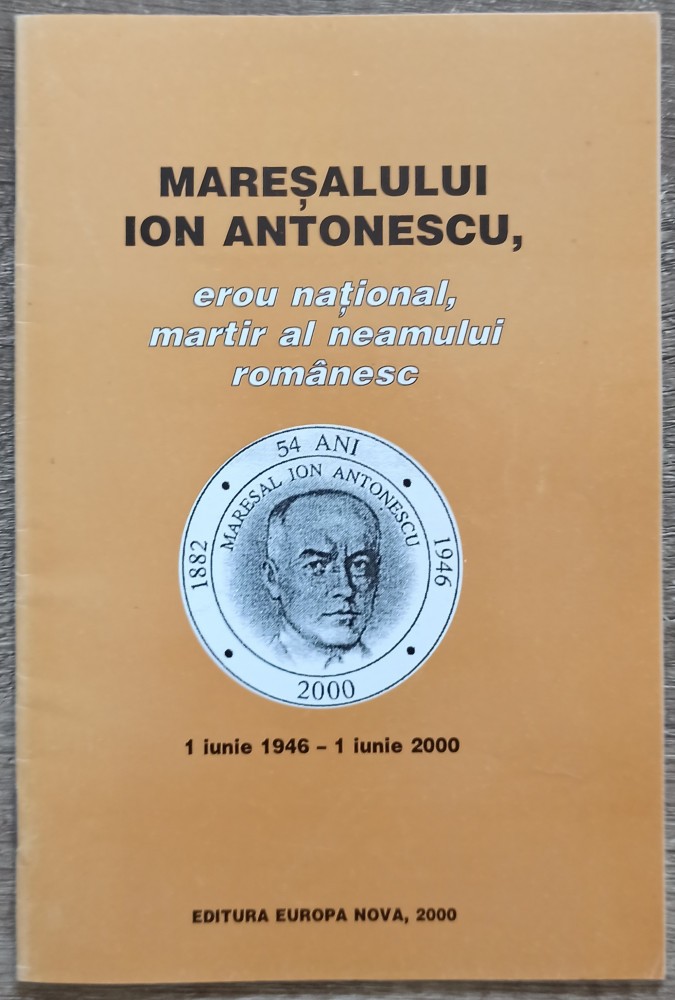 MAREȘALULUI
ION ANTONESCU,
erou național,
martir al neamului
românesc
54 ANI
MAREȘAL ION ANTONESCU
1882
1946
2000
1 iunie 1946 – 1 iunie 2000
EDITURA EUROPA NOVA, 2000